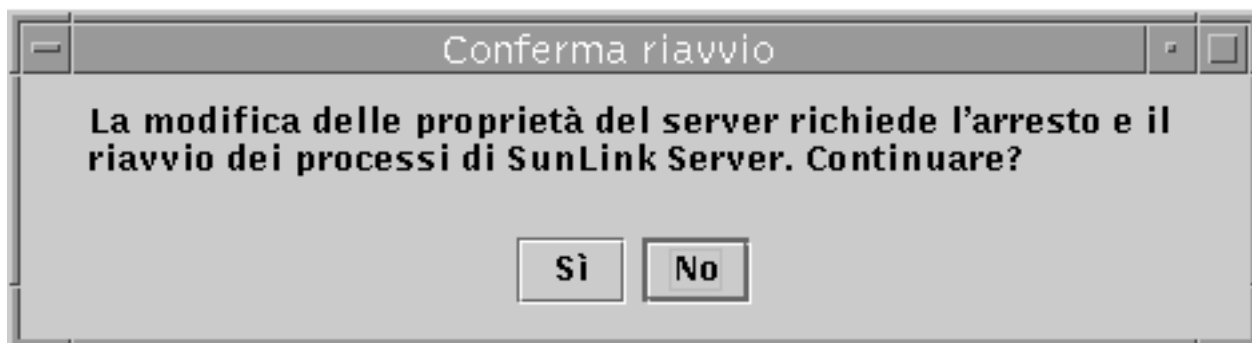 Conferma riavvio
La modifica delle proprietà del server richiede l'arresto e il
riavvio dei processi di SunLink Server. Continuare?
Sì No